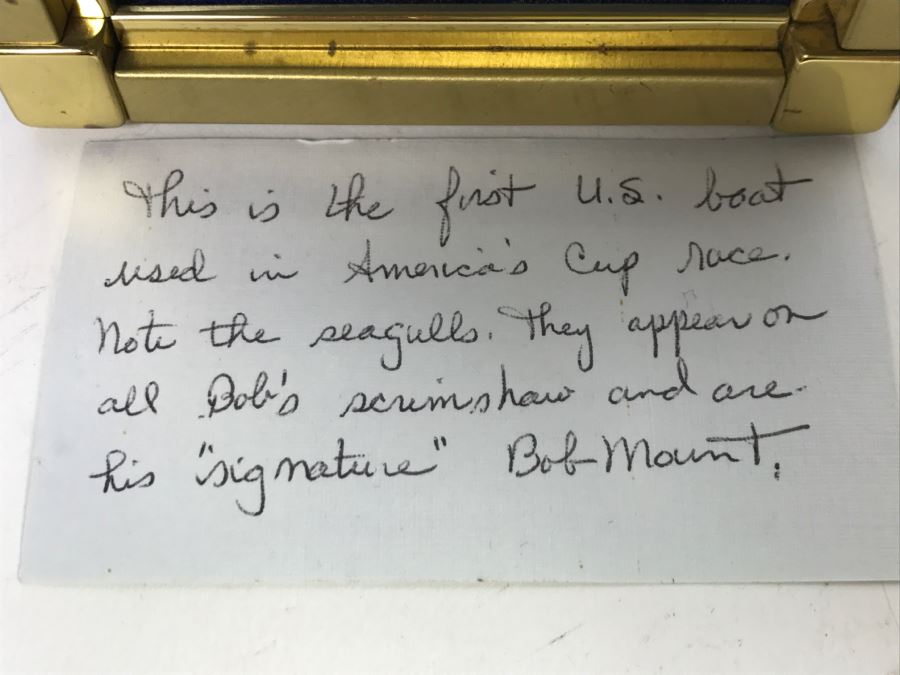 This is the first U.S. boat
used in America's Cup race.
Note the seagulls. They appear on
all Bob's scrimshaw and are
his "signature" Bob Mount.